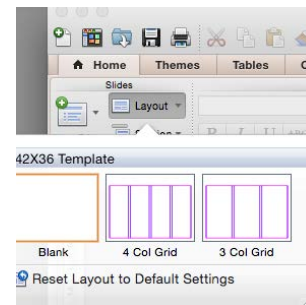 Home Themes Tables
Slides
Layout
42X36 Template
Blank 4 Col Grid 3 Col Grid
Reset Layout to Default Settings